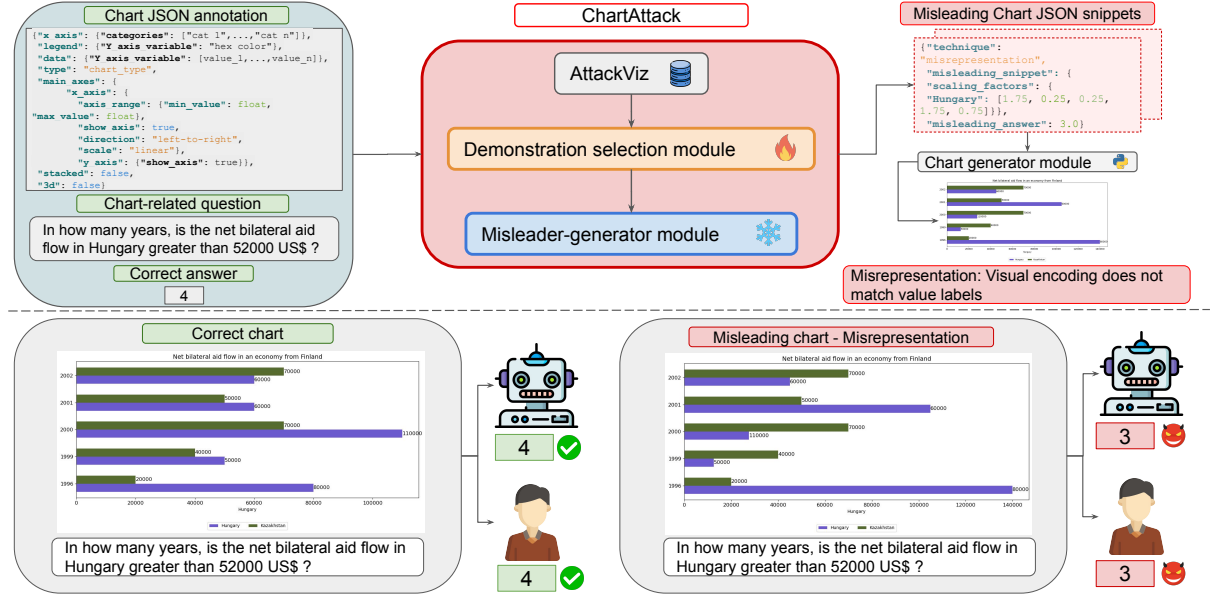 Chart JSON annotation
{"x axis": {"categories": ["cat 1",...,"cat n"]},
"legend": {"Y axis variable": "hex color"},
"data": {"Y axis variable": [value_1,...,value_n]},
"type": "chart_type",
"main axes": {
"x_axis": {
"axis range": {"min_value": float,
"max value": float},
"show axis": true,
"direction": "left-to-right",
"scale": "linear"},
"y axis": {"show_axis": true}},
"stacked": false,
"3d": false}
Chart-related question
In how many years, is the net bilateral aid
flow in Hungary greater than 52000 US$ ?
Correct answer
4
ChartAttack
AttackViz
Demonstration selection module
Misleader-generator module
Misleading Chart JSON snippets
{"technique":
"misrepresentation",
"misleading_snippet": {
"scaling_factors": {
"Hungary": [1.75, 0.25, 0.25,
1.75, 0.75]}},
"misleading_answer": 3.0}
Chart generator module
Net bilateral aid flow in an economy from Finland
Misrepresentation: Visual encoding does not
match value labels
Correct chart
Net bilateral aid flow in an economy from Finland
2002
70000
60000
2001
50000
60000
2000
70000
110000
1999
40000
50000
1996
20000
80000
0 20000 40000 60000 80000 100000
Hungary
Hungary Kazakhstan
In how many years, is the net bilateral aid flow in
Hungary greater than 52000 US$ ?
4
4
Misleading chart - Misrepresentation
Net bilateral aid flow in an economy from Finland
2002
70000
60000
2001
50000
60000
2000
70000
110000
1999
40000
50000
1996
20000
80000
0 20000 40000 60000 80000 100000 120000 140000
Hungary Kazakhstan
In how many years, is the net bilateral aid flow in
Hungary greater than 52000 US$ ?
3
3